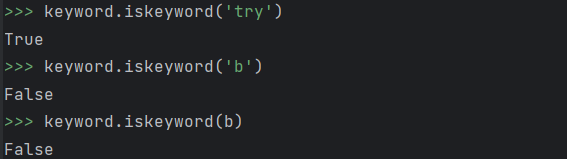 >>> keyword.iskeyword('try')
True
>>> keyword.iskeyword('b')
False
>>> keyword.iskeyword(b)
False